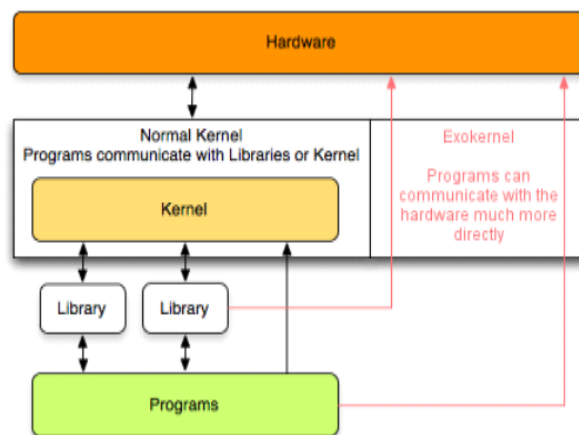 Hardware
Normal Kernel
Programs communicate with Libraries or Kernel
Kernel
Exokernel
Programs can
communicate with the
hardware much more
directly
Library
Library
Programs